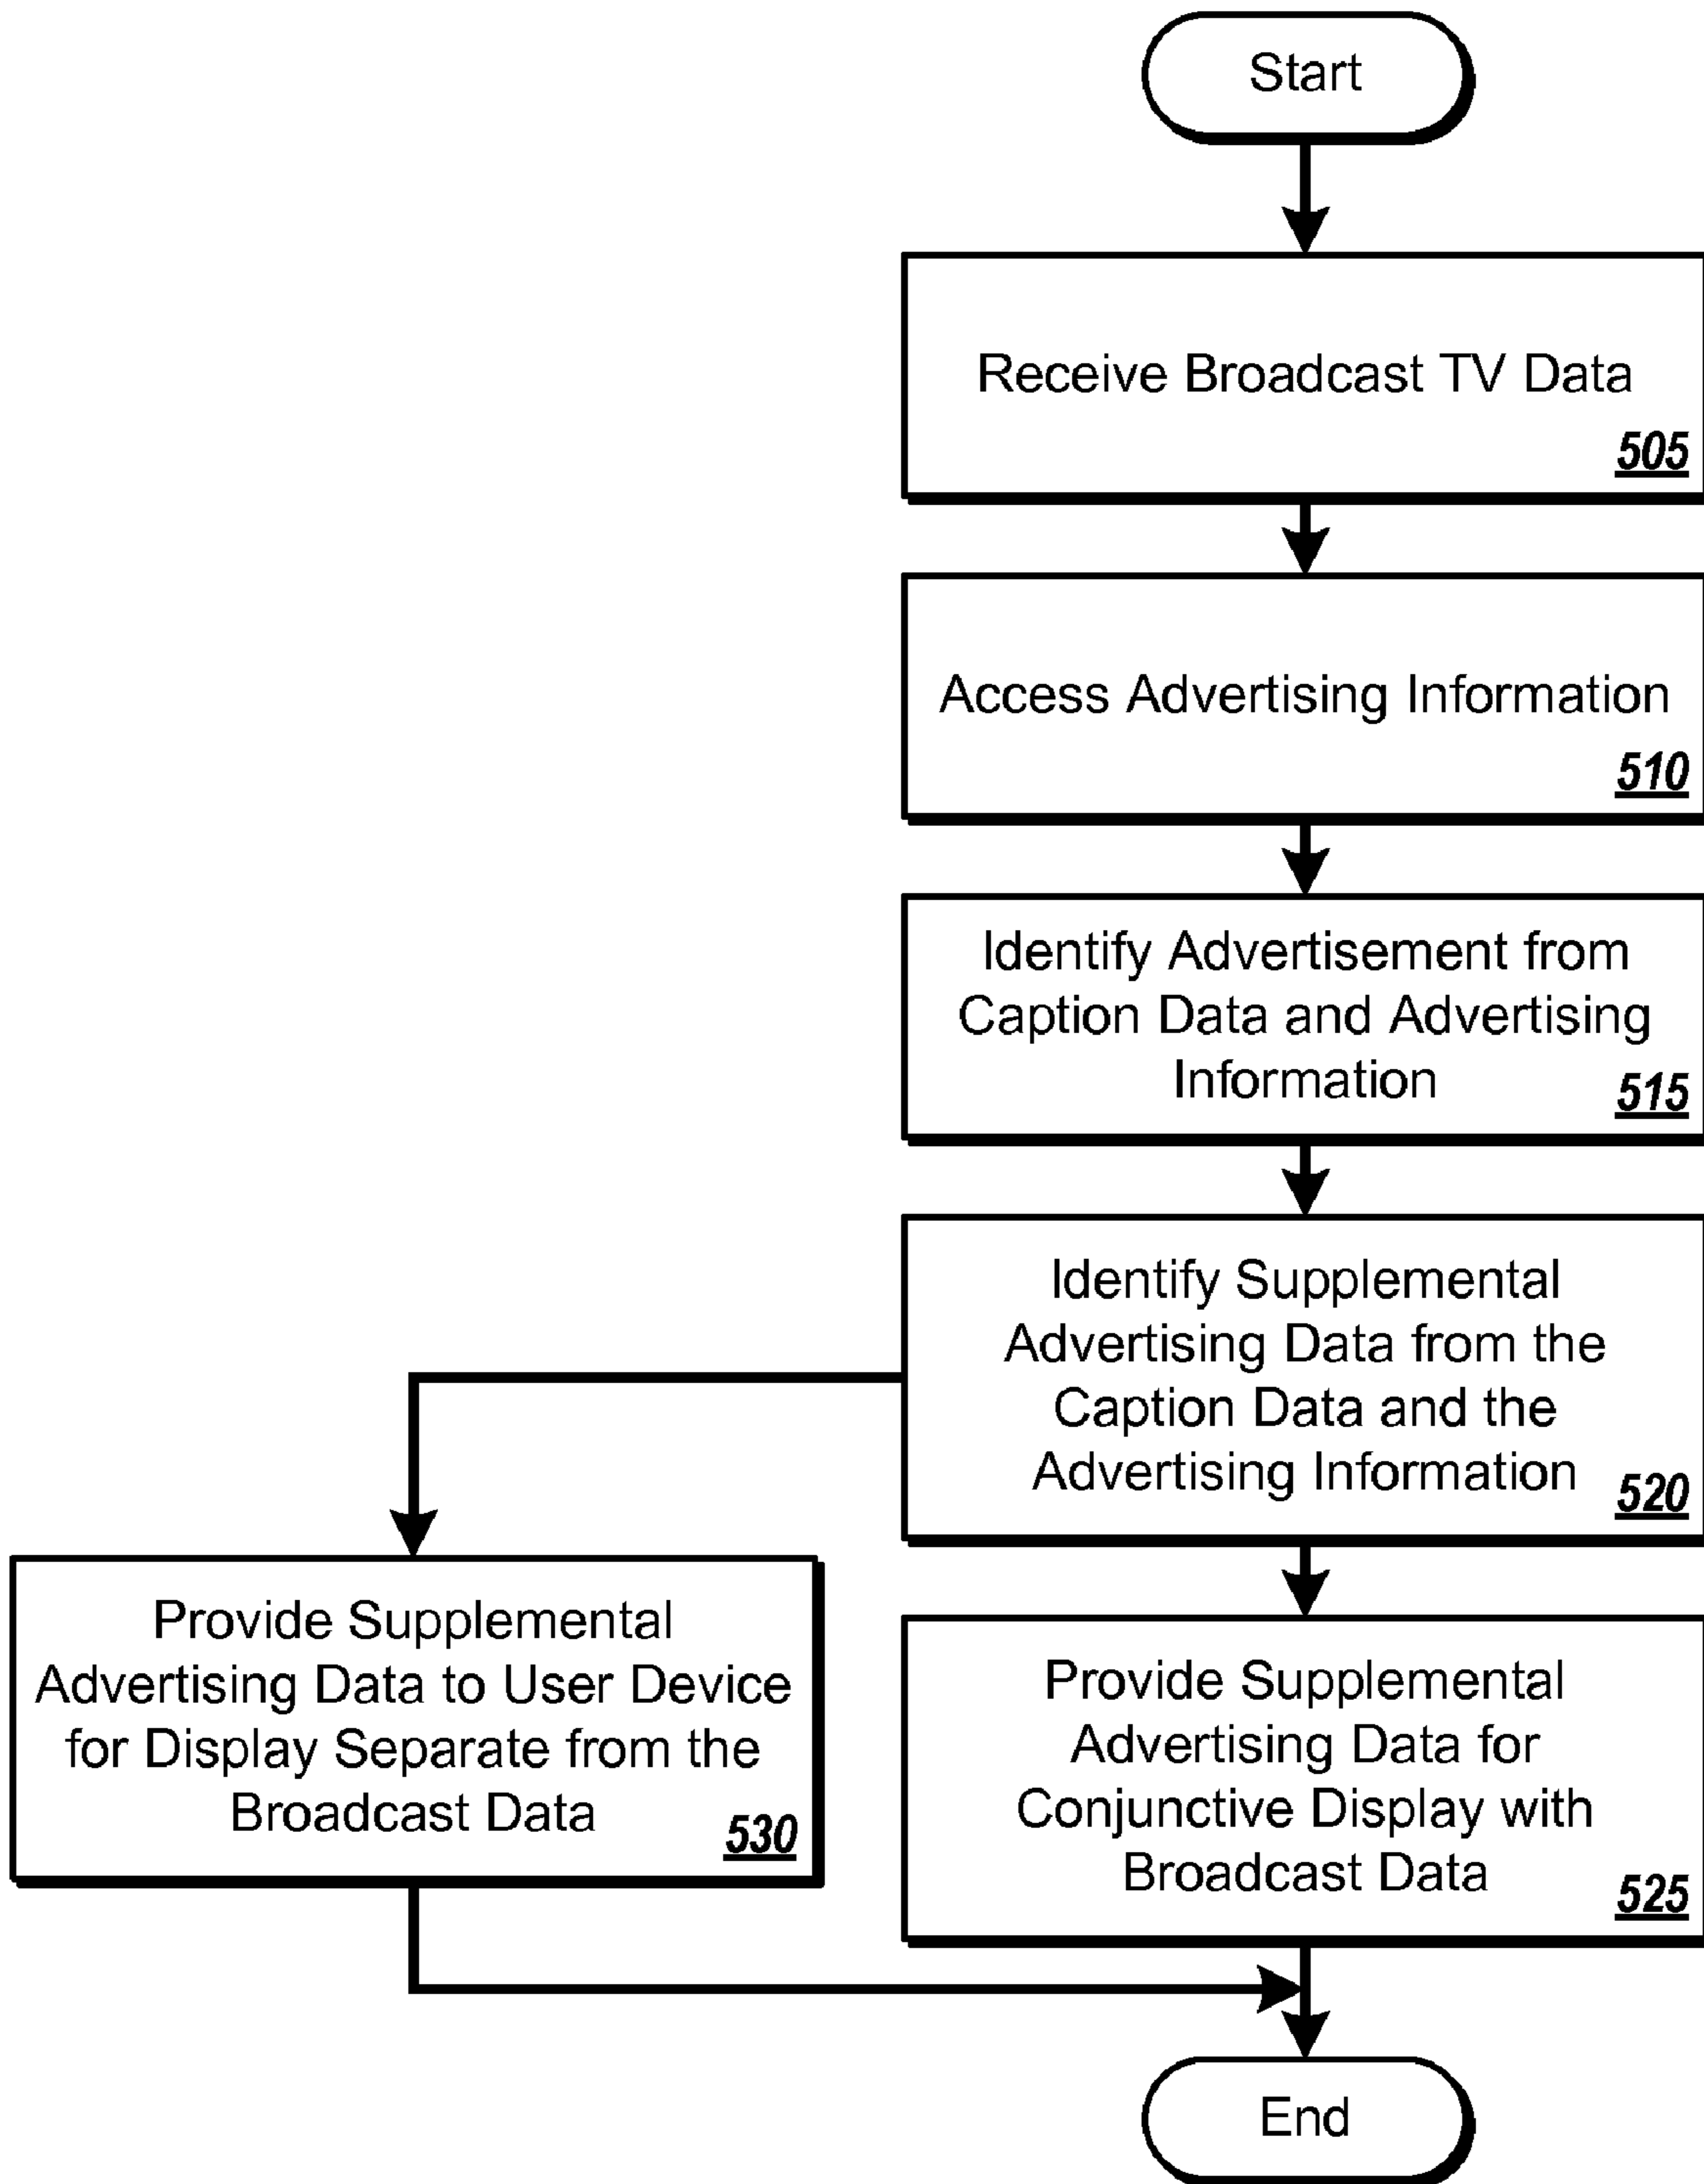 Start
Receive Broadcast TV Data
505
Access Advertising Information
510
Identify Advertisement from
Caption Data and Advertising
Information
515
Identify Supplemental
Advertising Data from the
Caption Data and the
Advertising Information
520
Provide Supplemental
Advertising Data to User Device
for Display Separate from the
Broadcast Data
530
Provide Supplemental
Advertising Data for
Conjunctive Display with
Broadcast Data
525
End